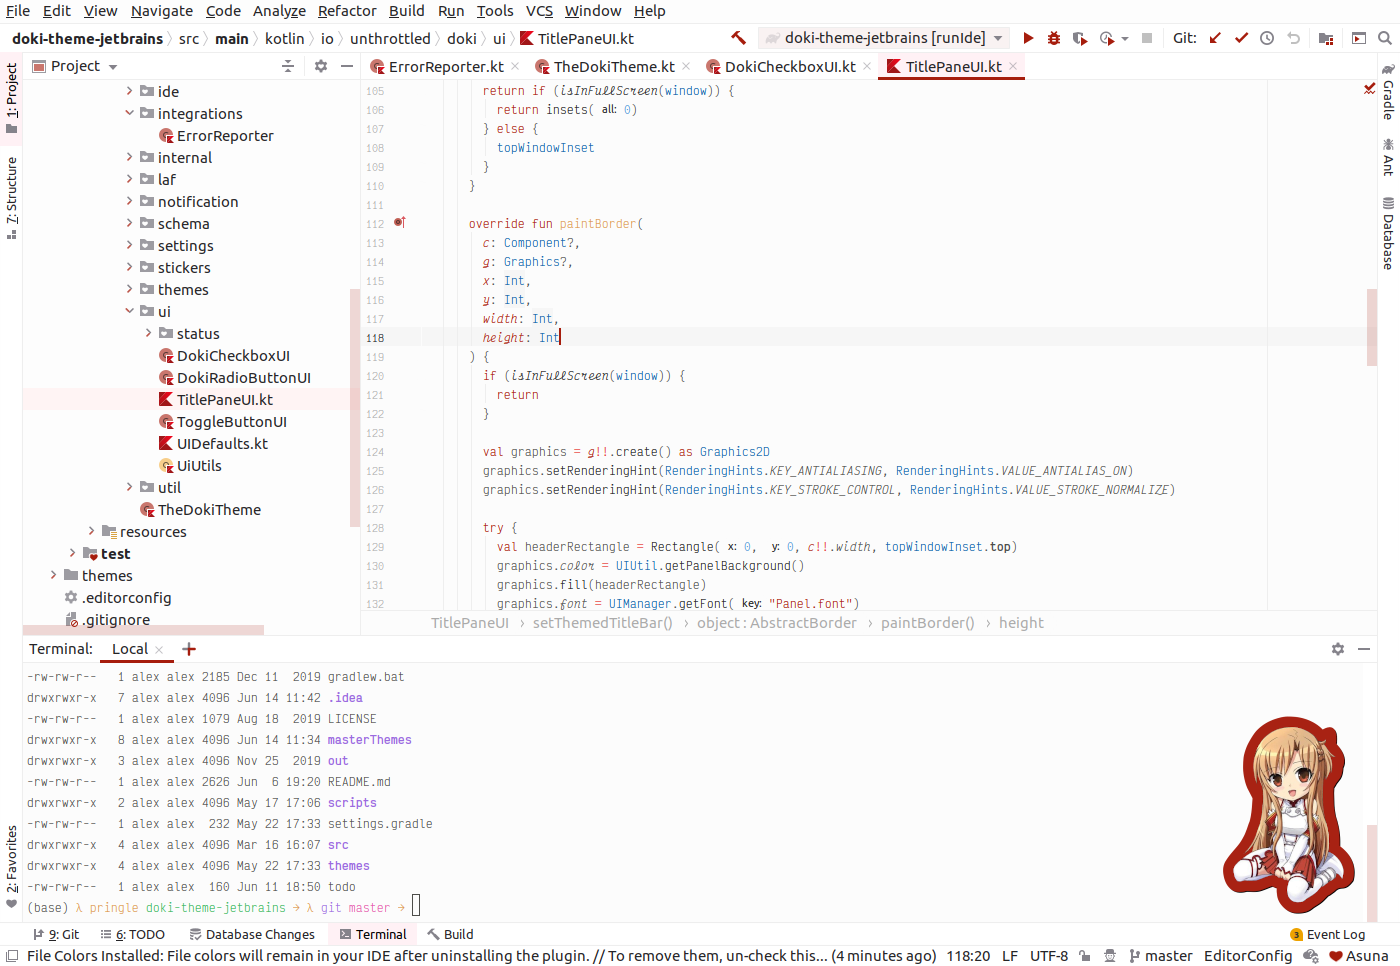 File Edit View Navigate Code Analyze Refactor Build Run Tools VCS Window Help
doki-theme-jetbrains src main kotlin io unthrottled doki ui TitlePaneUI.kt doki-theme-jetbrains [runIde] Git:
1: Project
7: Structure
2: Favorites
Project
ide
integrations
ErrorReporter
internal
laf
notification
schema
settings
stickers
themes
ui
status
DokiCheckboxUI
DokiRadioButtonUI
TitlePaneUI.kt
ToggleButtonUI
UIDefaults.kt
UiUtils
util
TheDokiTheme
resources
test
themes
.editorconfig
.gitignore
ErrorReporter.kt TheDokiTheme.kt DokiCheckboxUI.kt TitlePaneUI.kt
105 return if (isInFullScreen(window)) {
106 return insets( all: 0)
107 } else {
108 topWindowInset
109 }
110 }
111
112 override fun paintBorder(
113 c: Component?,
114 g: Graphics?,
115 x: Int,
116 y: Int,
117 width: Int,
118 height: Int
119 ) {
120 if (isInFullScreen(window)) {
121 return
122 }
123
124 val graphics = g!!.create() as Graphics2D
125 graphics.setRenderingHint(RenderingHints.KEY_ANTIALIASING, RenderingHints.VALUE_ANTIALIAS_ON)
126 graphics.setRenderingHint(RenderingHints.KEY_STROKE_CONTROL, RenderingHints.VALUE_STROKE_NORMALIZE)
127
128 try {
129 val headerRectangle = Rectangle( x: 0, y: 0, c!!.width, topWindowInset.top)
130 graphics.color = UIUtil.getPanelBackground()
131 graphics.fill(headerRectangle)
132 graphics.font = UIManager.getFont( key: "Panel.font")
TitlePaneUI › setThemedTitleBar() › object : AbstractBorder › paintBorder() › height
Gradle
Ant
Database
Terminal: Local
-rw-rw-r-- 1 alex alex 2185 Dec 11 2019 gradlew.bat
drwxrwxr-x 7 alex alex 4096 Jun 14 11:42 .idea
-rw-rw-r-- 1 alex alex 1079 Aug 18 2019 LICENSE
drwxrwxr-x 8 alex alex 4096 Jun 14 11:34 masterThemes
drwxrwxr-x 3 alex alex 4096 Nov 25 2019 out
-rw-rw-r-- 1 alex alex 2626 Jun 6 19:20 README.md
drwxrwxr-x 2 alex alex 4096 May 17 17:06 scripts
-rw-rw-r-- 1 alex alex 232 May 22 17:33 settings.gradle
drwxrwxr-x 4 alex alex 4096 Mar 16 16:07 src
drwxrwxr-x 4 alex alex 4096 May 22 17:33 themes
-rw-rw-r-- 1 alex alex 160 Jun 11 18:50 todo
(base) λ pringle doki-theme-jetbrains → λ git master →
9: Git 6: TODO Database Changes Terminal Build 3 Event Log
File Colors Installed: File colors will remain in your IDE after uninstalling the plugin. // To remove them, un-check this... (4 minutes ago) 118:20 LF UTF-8 master EditorConfig Asuna